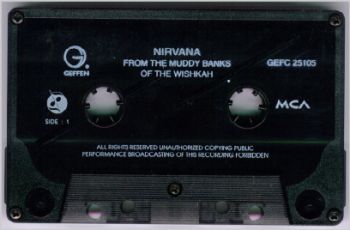 G.
GEFFEN
NIRVANA
FROM THE MUDDY BANKS
OF THE WISHKAH
GEFC 25105
SIDE : 1
MCA
ALL RIGHTS RESERVED UNAUTHORIZED COPYING PUBLIC
PERFORMANCE BROADCASTING OF THIS RECORDING FORBIDDEN